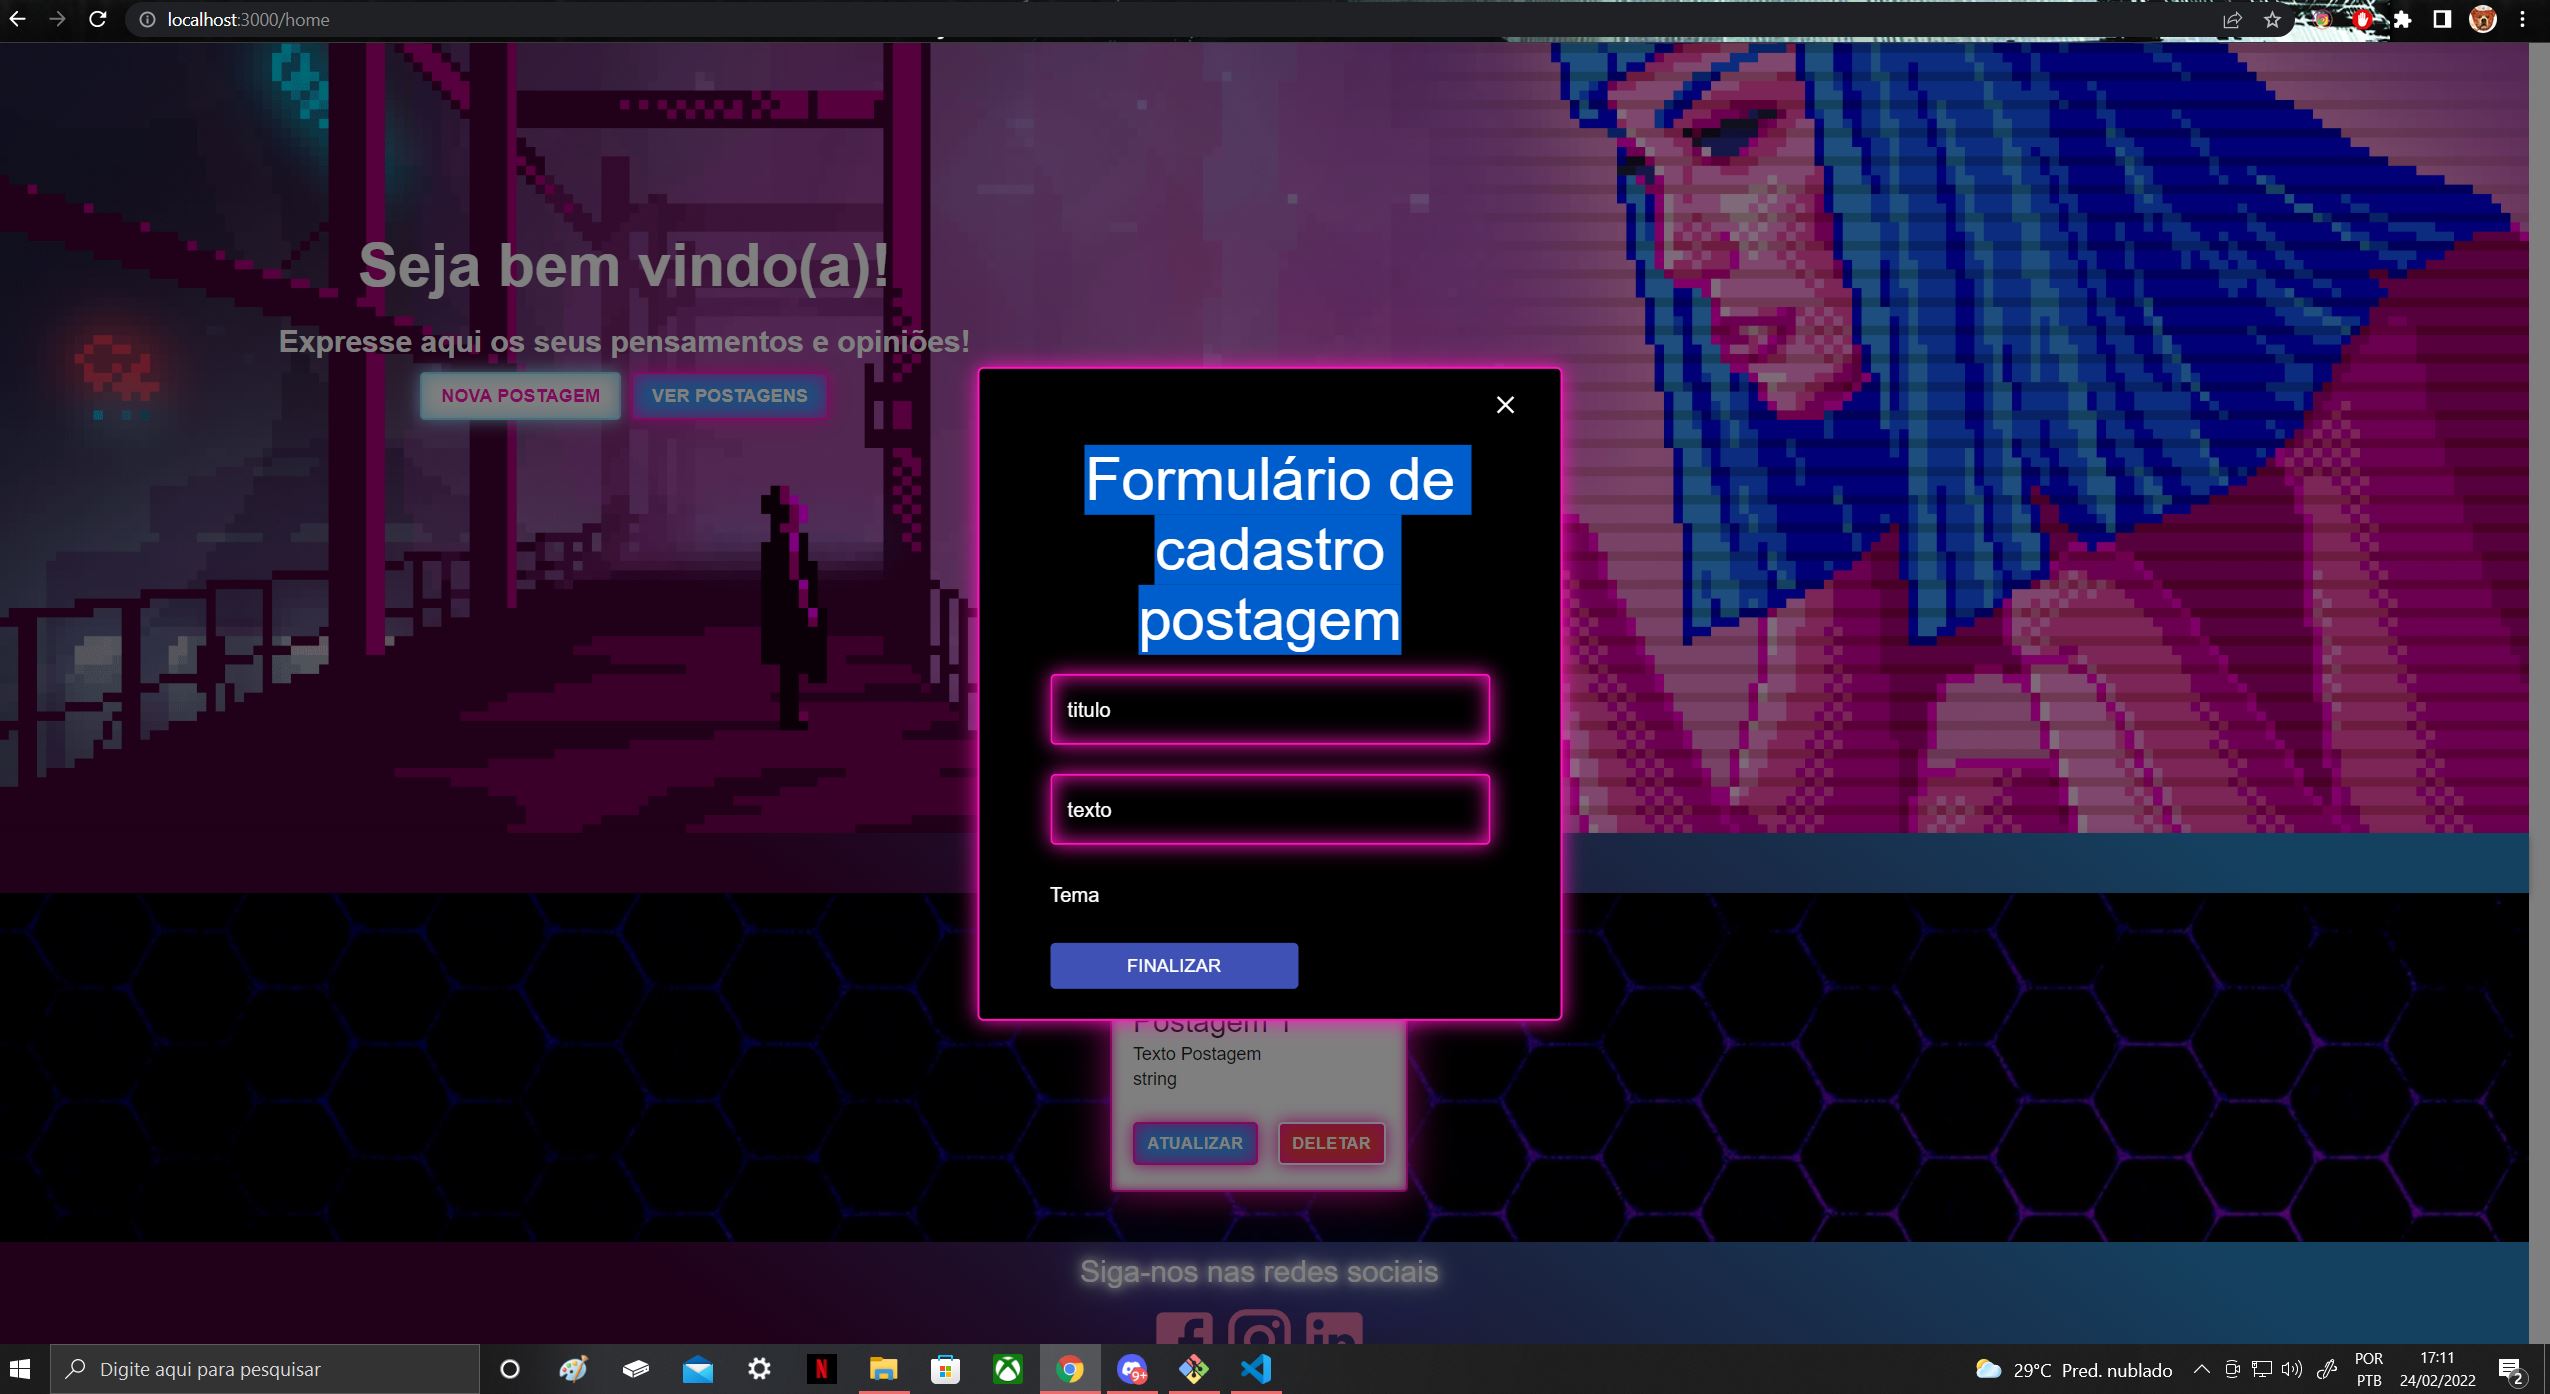 localhost:3000/home
Seja bem vindo(a)!
Expresse aqui os seus pensamentos e opiniões!
NOVA POSTAGEM
VER POSTAGENS
Formulário de
cadastro
postagem
titulo
texto
Tema
FINALIZAR
Postagem 1
Texto Postagem
string
ATUALIZAR
DELETAR
Siga-nos nas redes sociais
Digite aqui para pesquisar
N
9+
29°C Pred. nublado
POR
PTB
17:11
24/02/2022
2